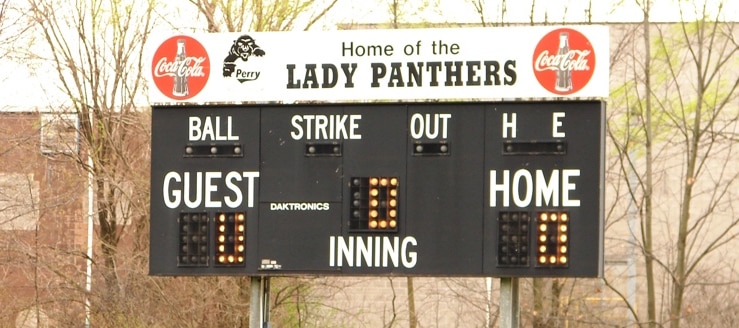 Coca-Cola Perry Home of the Coca-Cola
LADY PANTHERS
BALL STRIKE OUT H E
GUEST HOME
DAKTRONICS
0 0 0
INNING